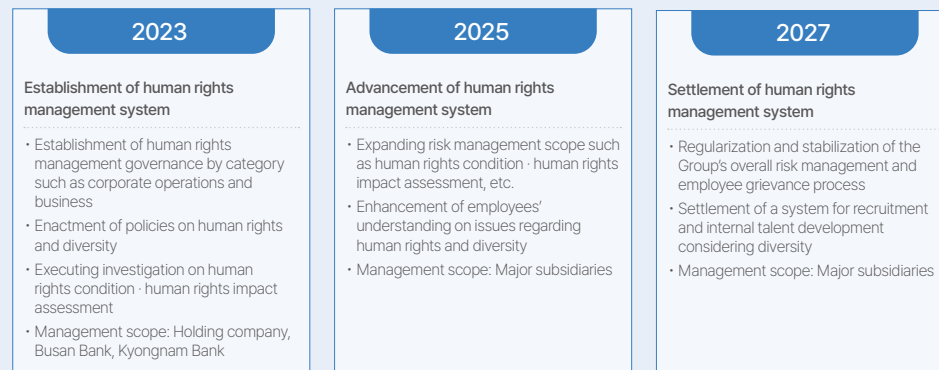 2023
Establishment of human rights
management system
· Establishment of human rights
management governance by category
such as corporate operations and
business
· Enactment of policies on human rights
and diversity
· Executing investigation on human
rights condition · human rights impact
assessment
· Management scope: Holding company,
Busan Bank, Kyongnam Bank
2025
Advancement of human rights
management system
· Expanding risk management scope such
as human rights condition · human rights
impact assessment, etc.
· Enhancement of employees’
understanding on issues regarding
human rights and diversity
· Management scope: Major subsidiaries
2027
Settlement of human rights
management system
· Regularization and stabilization of the
Group’s overall risk management and
employee grievance process
· Settlement of a system for recruitment
and internal talent development
considering diversity
· Management scope: Major subsidiaries